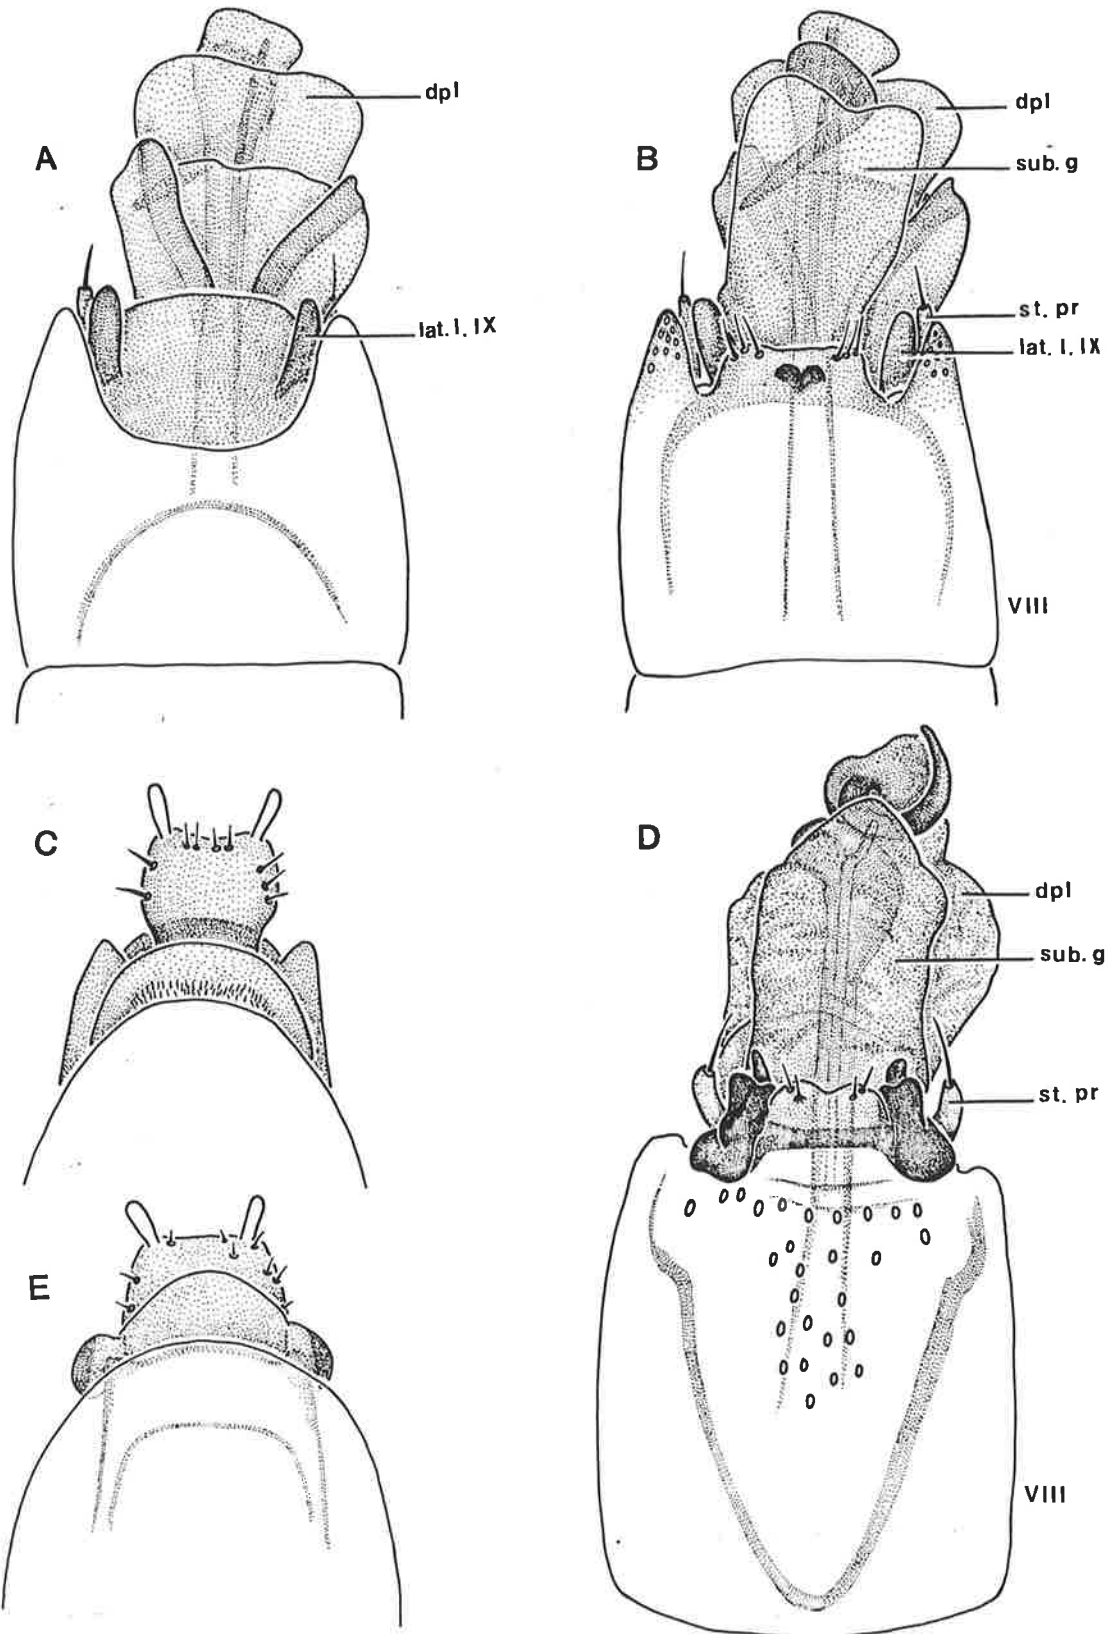 A
dpl
lat. l. IX
B
dpl
sub. g
st. pr
lat. l. IX
VIII
C
D
dpl
sub. g
st. pr
E
VIII